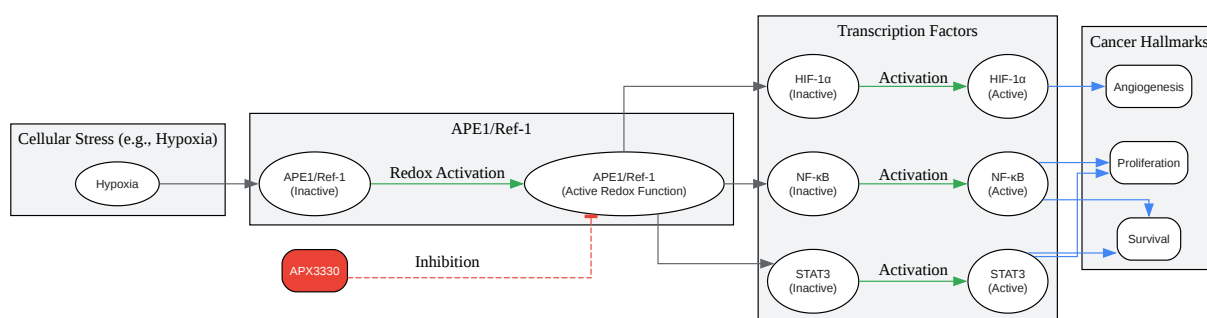 Transcription Factors
Cancer Hallmarks
HIF-1α
(Inactive)
Activation
HIF-1α
(Active)
Angiogenesis
Cellular Stress (e.g., Hypoxia)
Hypoxia
APE1/Ref-1
APE1/Ref-1
(Inactive)
Redox Activation
APE1/Ref-1
(Active Redox Function)
NF-κB
(Inactive)
Activation
NF-κB
(Active)
Proliferation
Survival
APX3330
Inhibition
STAT3
(Inactive)
Activation
STAT3
(Active)